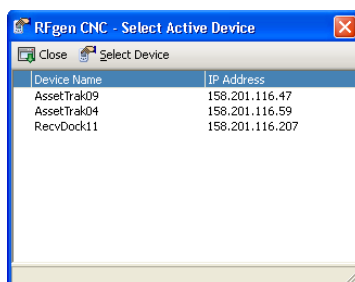 RFgen CNC - Select Active Device
Close Select Device
Device Name IP Address
AssetTrak09 158.201.116.47
AssetTrak04 158.201.116.59
RecvDock11 158.201.116.207